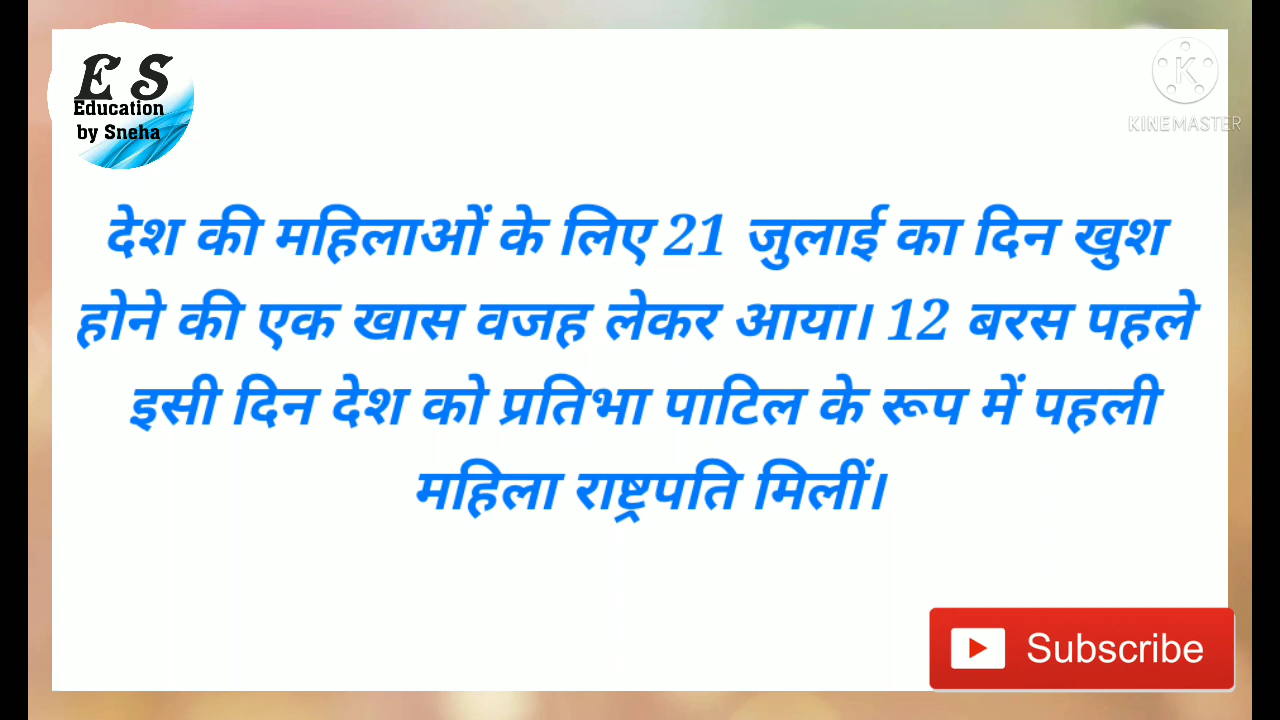 E S
Education
by Sneha
K
KINEMASTER
देश की महिलाओं के लिए 21 जुलाई का दिन खुश
होने की एक खास वजह लेकर आया। 12 बरस पहले
इसी दिन देश को प्रतिभा पाटिल के रूप में पहली
महिला राष्ट्रपति मिलीं।
Subscribe